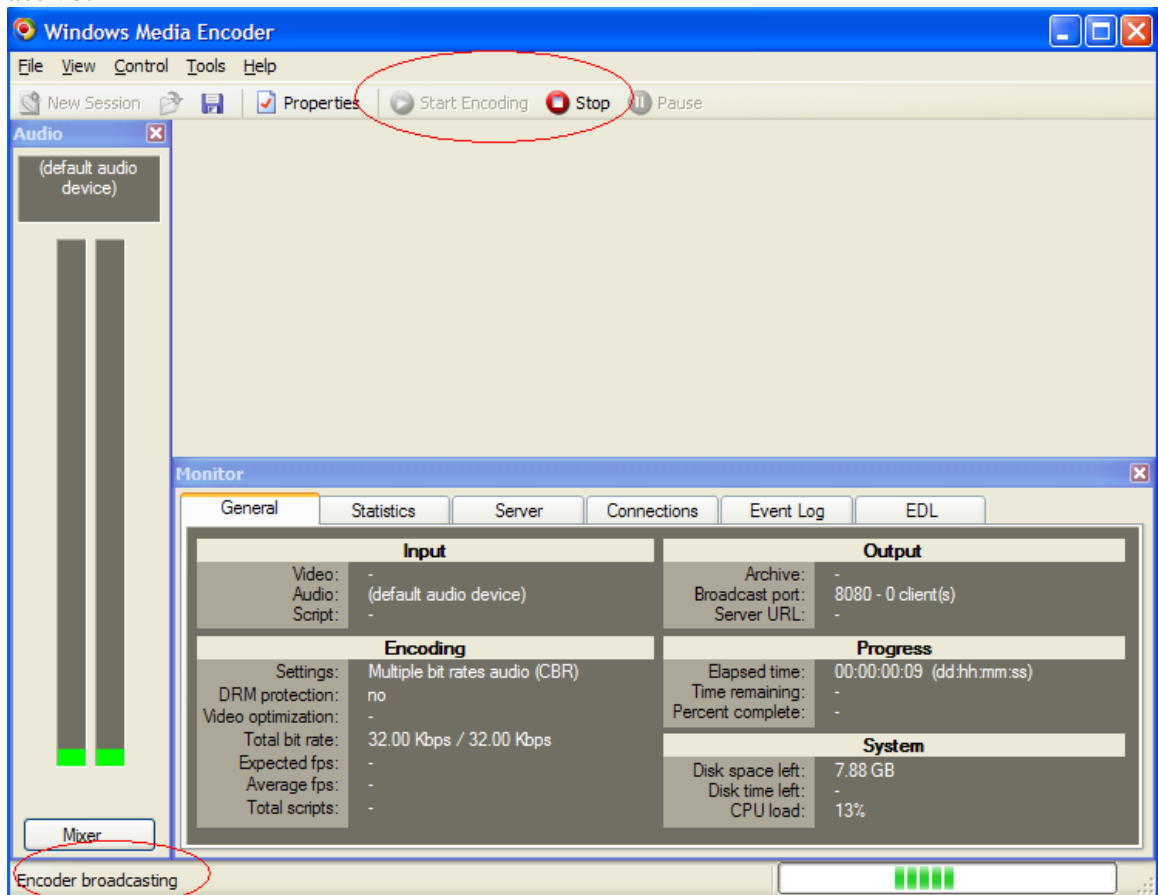 Windows Media Encoder
File View Control Tools Help
New Session Properties Start Encoding Stop Pause
Audio
(default audio
device)
Mixer
Monitor
General Statistics Server Connections Event Log EDL
Input
Video: -
Audio: (default audio device)
Script: -
Encoding
Settings: Multiple bit rates audio (CBR)
DRM protection: no
Video optimization: -
Total bit rate: 32.00 Kbps / 32.00 Kbps
Expected fps: -
Average fps: -
Total scripts: -
Output
Archive: -
Broadcast port: 8080 - 0 client(s)
Server URL: -
Progress
Elapsed time: 00:00:00:09 (dd:hh:mm:ss)
Time remaining: -
Percent complete: -
System
Disk space left: 7.88 GB
Disk time left: -
CPU load: 13%
Encoder broadcasting